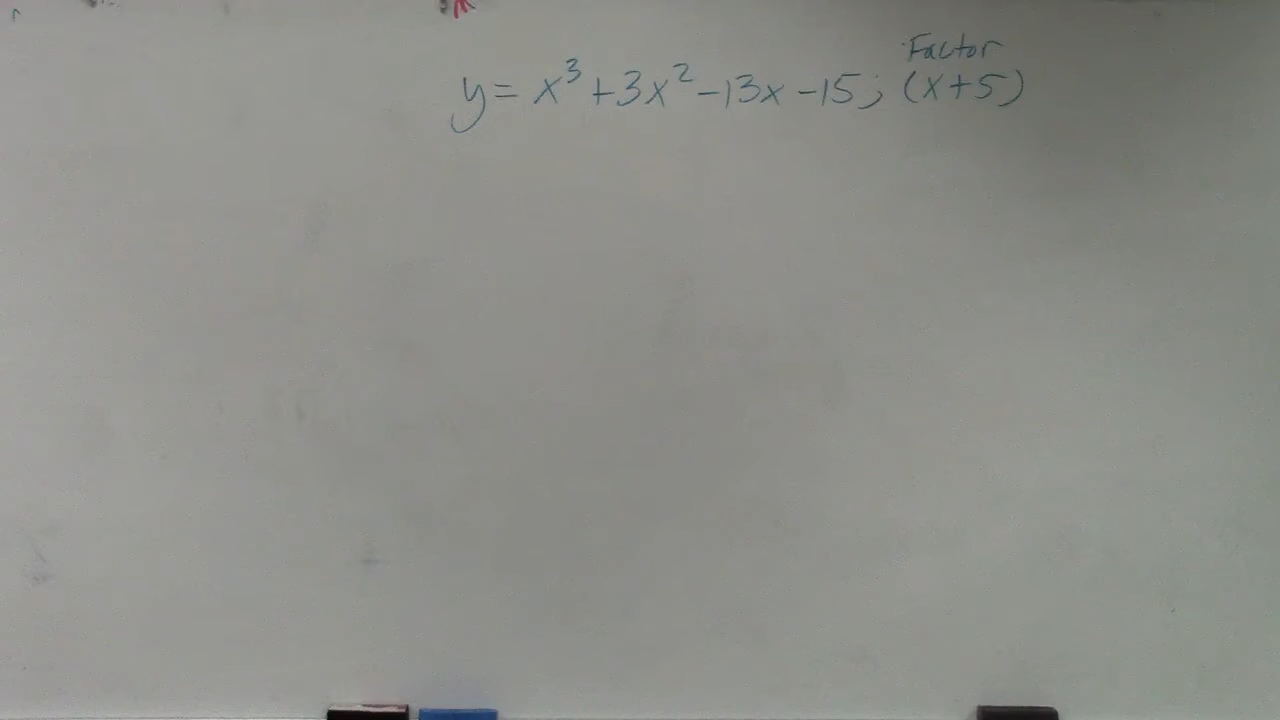 Factor
y = x³ + 3x² - 13x - 15; (x + 5)